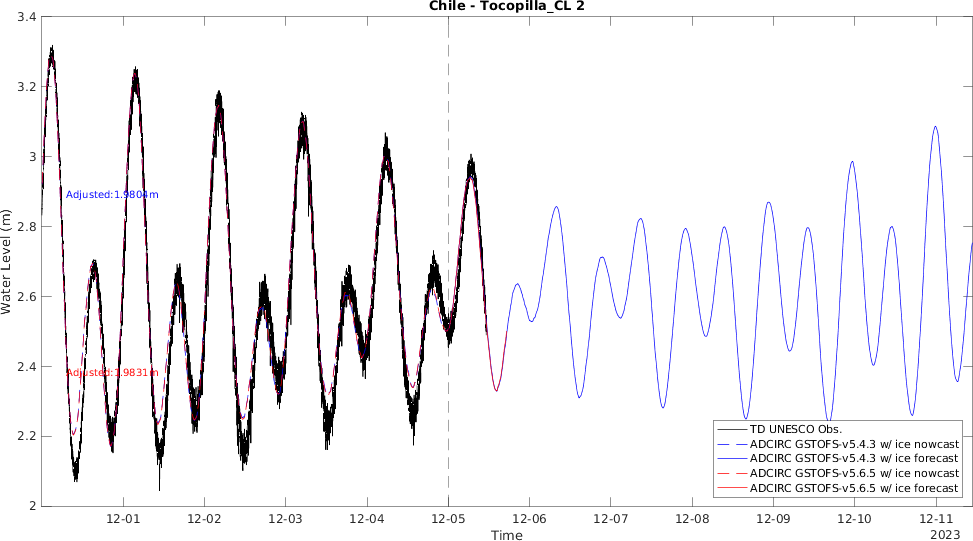 Chile - Tocopilla_CL 2
3.4
3.2
3
2.8
2.6
2.4
2.2
2
Water Level (m)
Adjusted:1.9804m
Adjusted:1.9831m
TD UNESCO Obs.
ADCIRC GSTOFS-v5.4.3 w/ ice nowcast
ADCIRC GSTOFS-v5.4.3 w/ ice forecast
ADCIRC GSTOFS-v5.6.5 w/ ice nowcast
ADCIRC GSTOFS-v5.6.5 w/ ice forecast
12-01 12-02 12-03 12-04 12-05 12-06 12-07 12-08 12-09 12-10 12-11
Time
2023